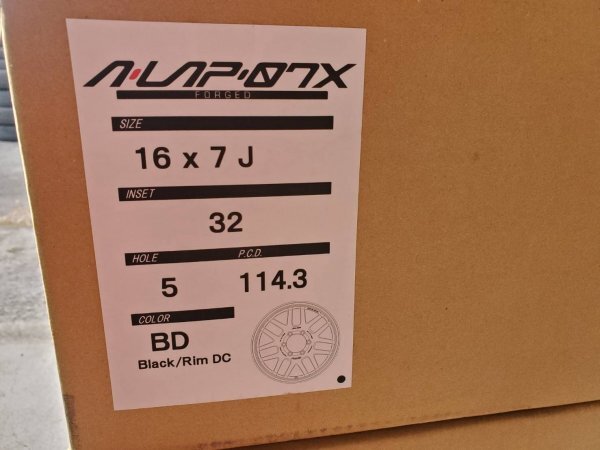 A·LAP-07X
FORGED
SIZE
16 x 7 J
INSET
32
HOLE P.C.D.
5 114.3
COLOR
BD
Black/Rim DC